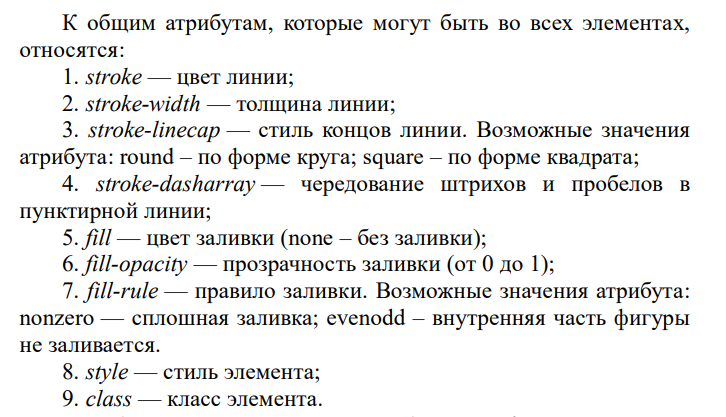 К общим атрибутам, которые могут быть во всех элементах,
относятся:
1. stroke — цвет линии;
2. stroke-width — толщина линии;
3. stroke-linecap — стиль концов линии. Возможные значения
атрибута: round – по форме круга; square – по форме квадрата;
4. stroke-dasharray — чередование штрихов и пробелов в
пунктирной линии;
5. fill — цвет заливки (none – без заливки);
6. fill-opacity — прозрачность заливки (от 0 до 1);
7. fill-rule — правило заливки. Возможные значения атрибута:
nonzero — сплошная заливка; evenodd – внутренняя часть фигуры
не заливается.
8. style — стиль элемента;
9. class — класс элемента.